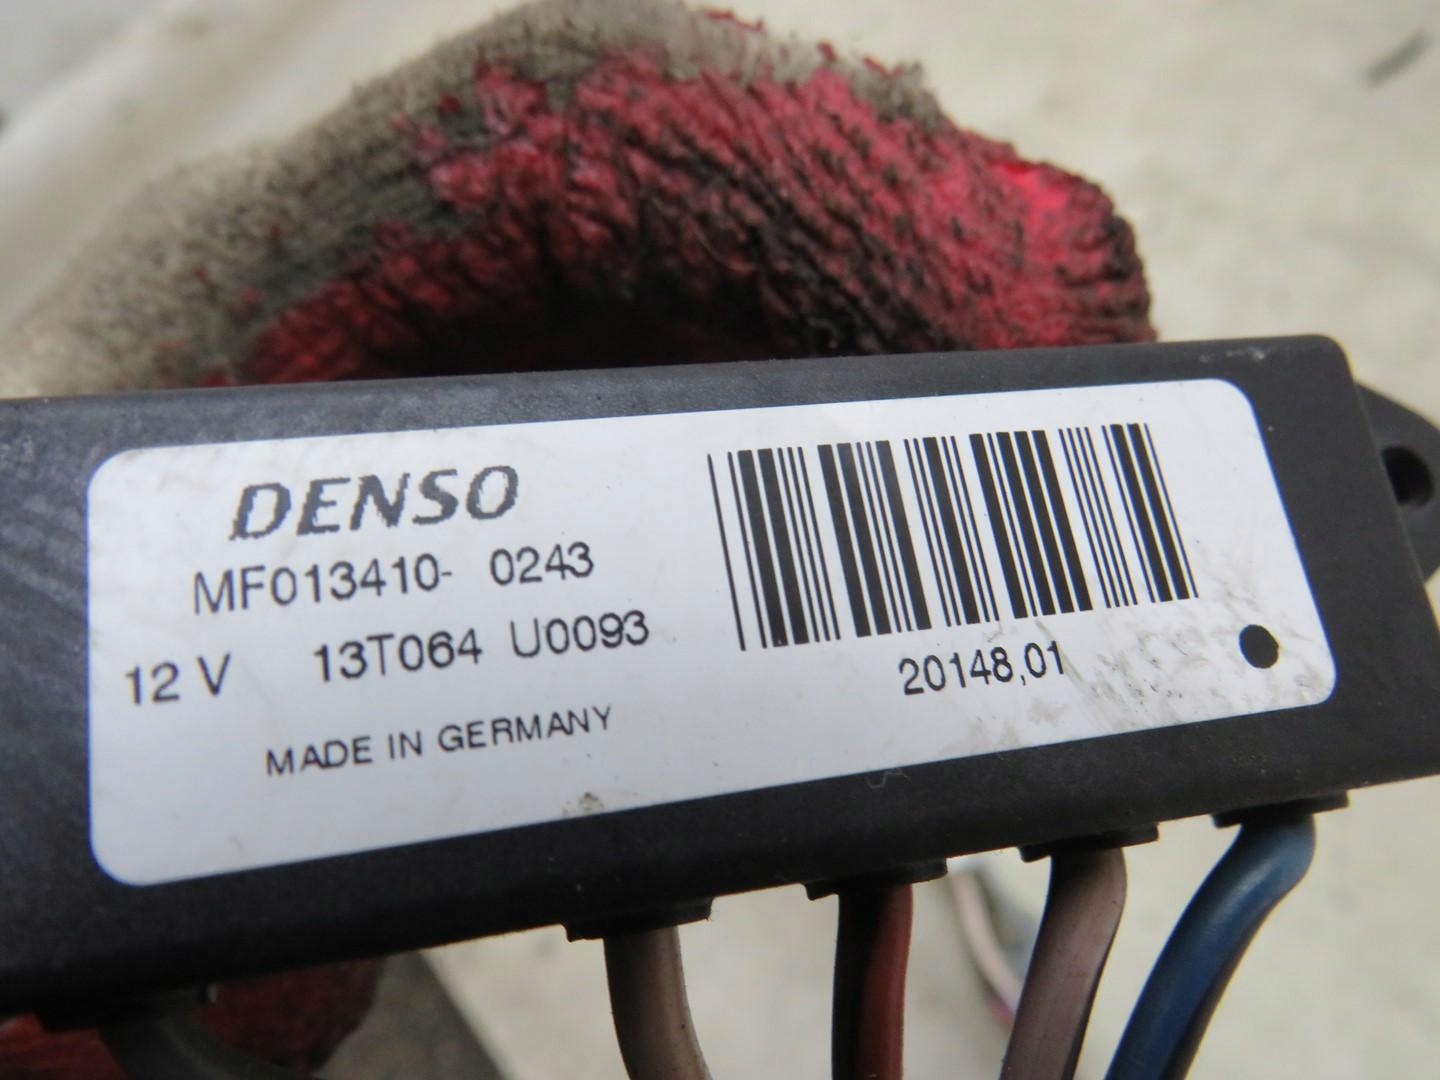 DENSO
MF013410- 0243
12 V 13T064 U0093
MADE IN GERMANY
20148,01